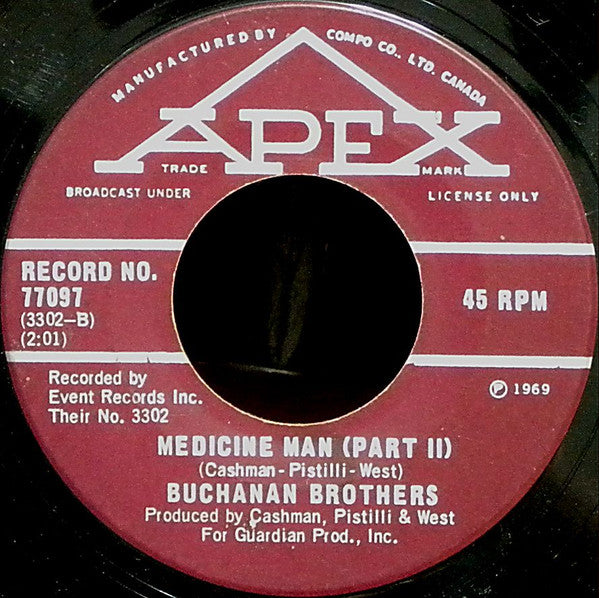 MANUFACTURED BY COMPO CO., LTD. CANADA
APEX
TRADE MARK
BROADCAST UNDER LICENSE ONLY
RECORD NO.
77097
(3302-B)
(2:01)
45 RPM
Recorded by
Event Records Inc.
Their No. 3302
℗ 1969
MEDICINE MAN (PART II)
(Cashman - Pistilli - West)
BUCHANAN BROTHERS
Produced by Cashman, Pistilli & West
For Guardian Prod., Inc.